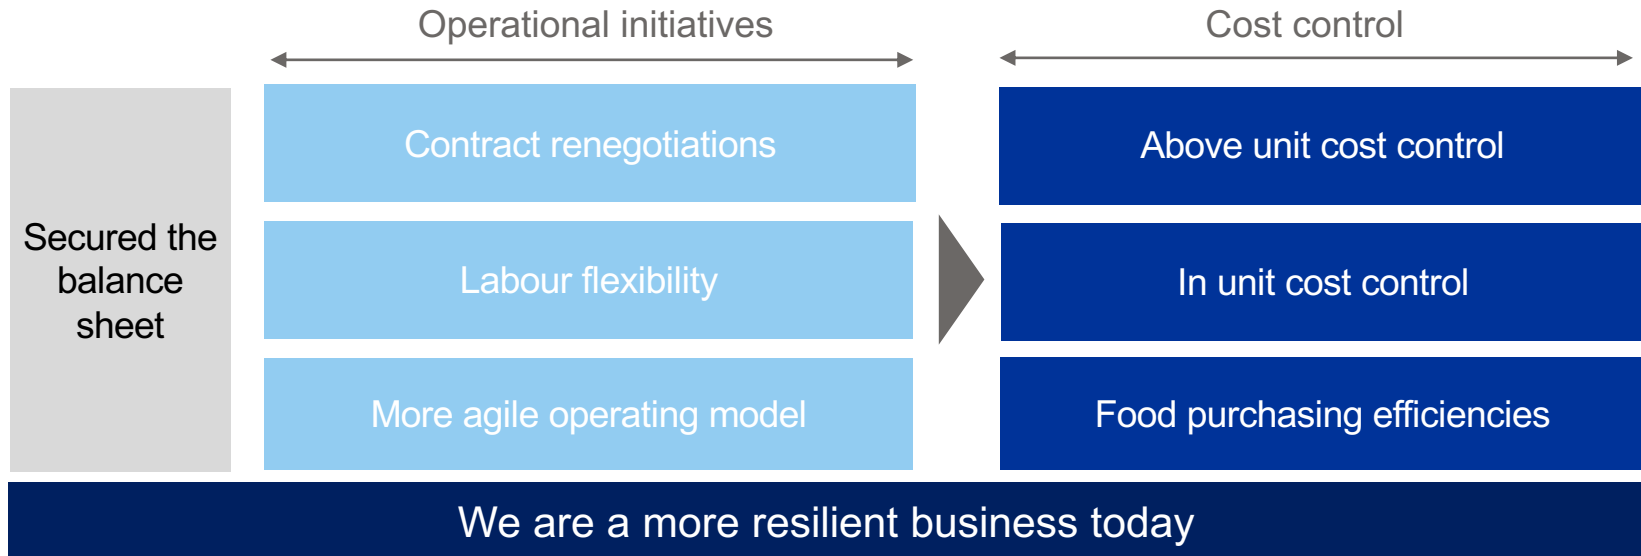 Operational initiatives
Cost control
Secured the
balance
sheet
Contract renegotiations
Labour flexibility
More agile operating model
Above unit cost control
In unit cost control
Food purchasing efficiencies
We are a more resilient business today